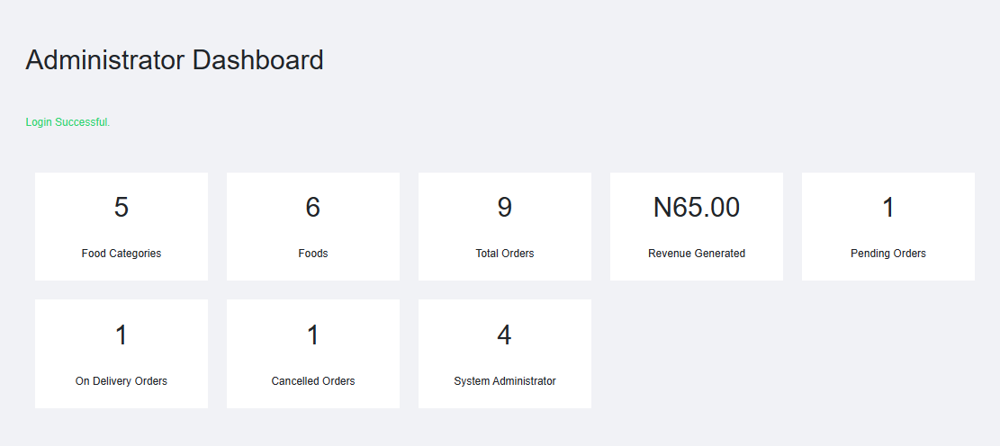 Administrator Dashboard
Login Successful.
5
Food Categories
6
Foods
9
Total Orders
N65.00
Revenue Generated
1
Pending Orders
1
On Delivery Orders
1
Cancelled Orders
4
System Administrator